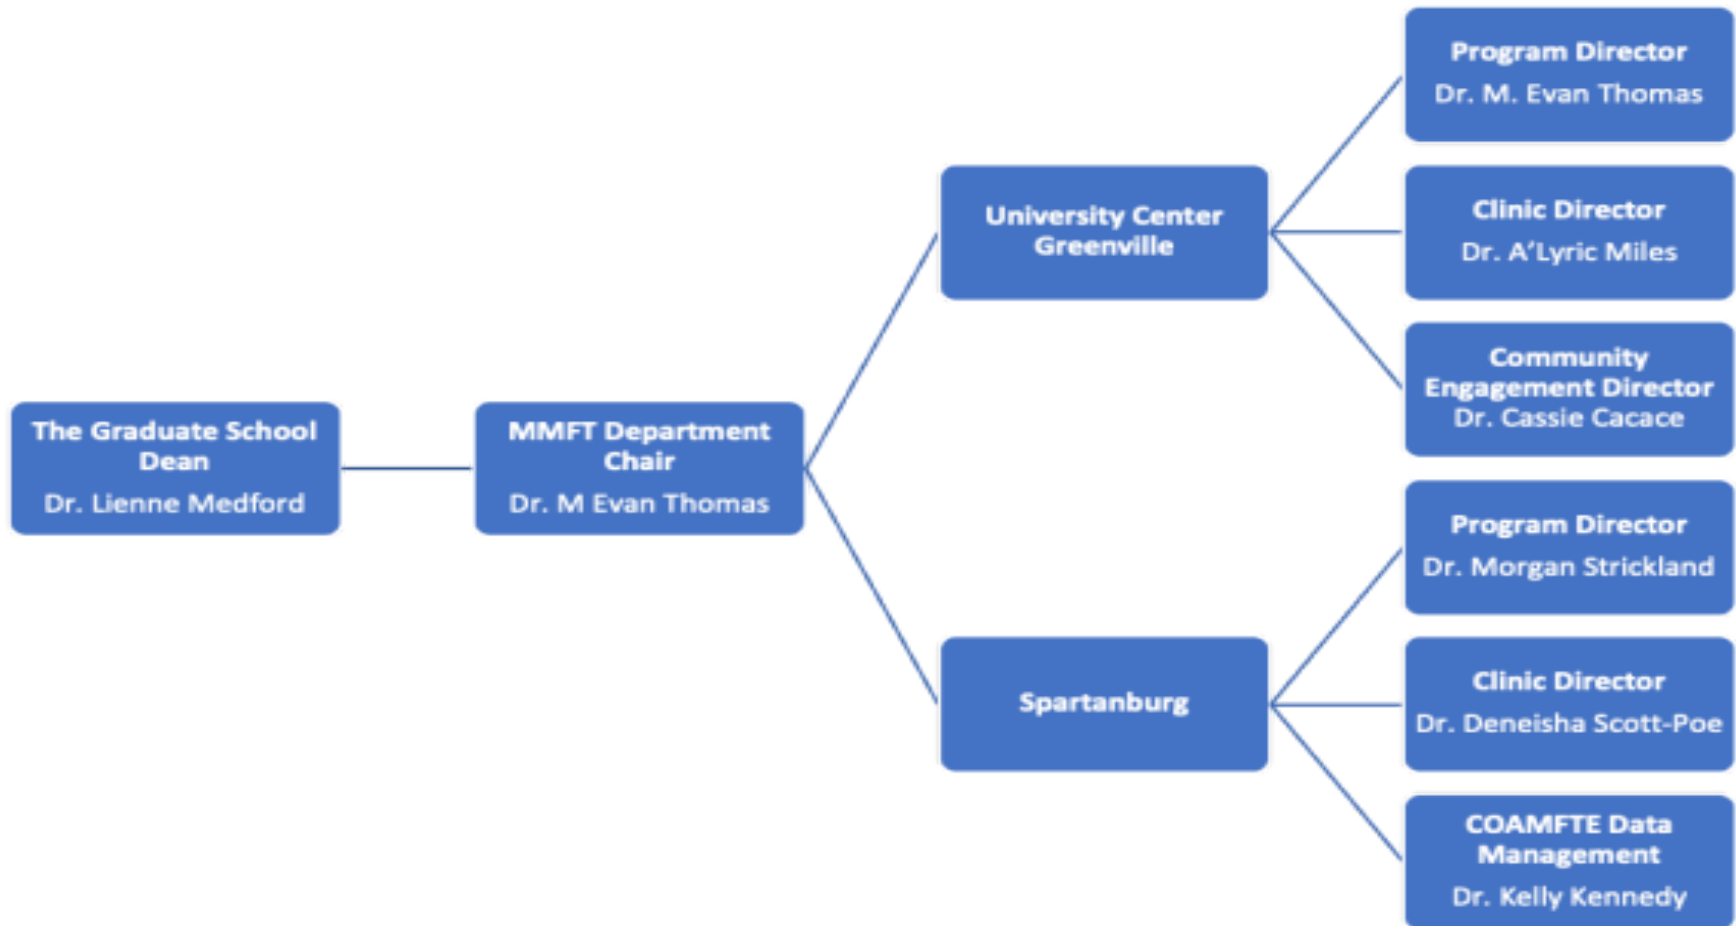 The Graduate School
Dean
Dr. Lienne Medford
MMFT Department
Chair
Dr. M Evan Thomas
University Center
Greenville
Program Director
Dr. M. Evan Thomas
Clinic Director
Dr. A’Lyric Miles
Community
Engagement Director
Dr. Cassie Cacace
Spartanburg
Program Director
Dr. Morgan Strickland
Clinic Director
Dr. Deneisha Scott-Poe
COAMFTE Data
Management
Dr. Kelly Kennedy